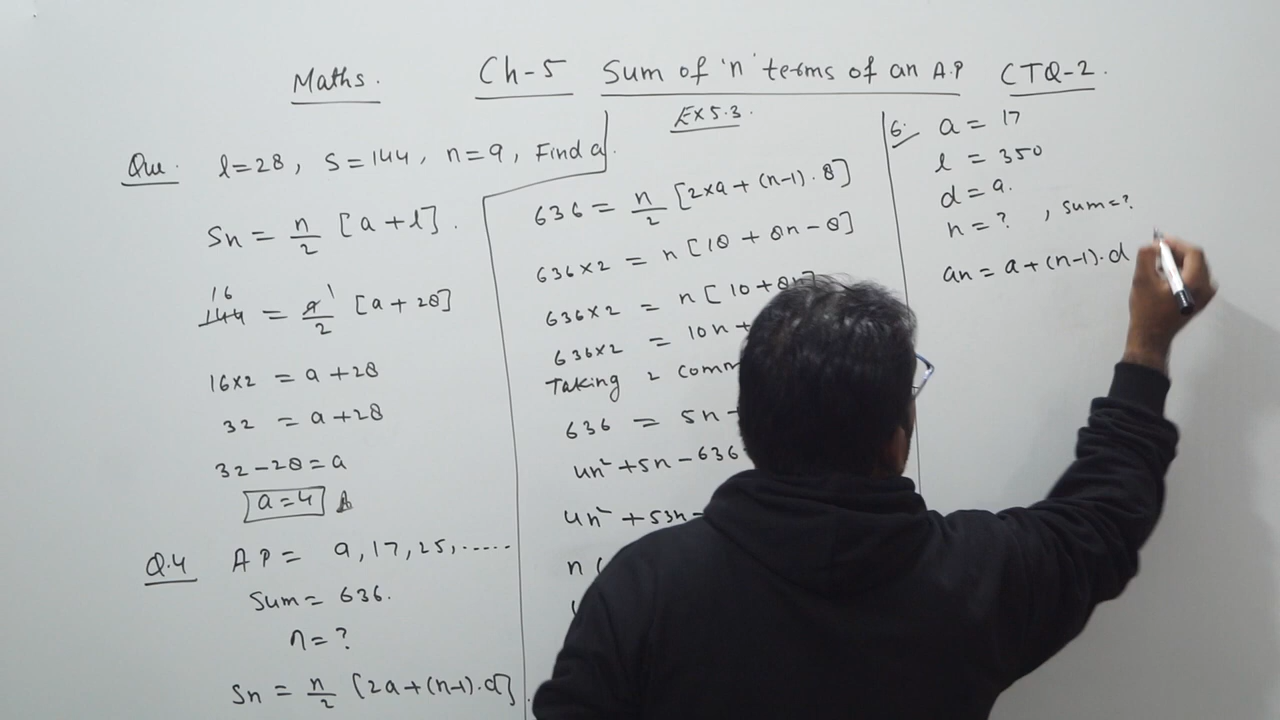 Maths. Ch-5 Sum of 'n' terms of an A.P CTQ-2.
EX 5.3.
Que. l=28, S=144, n=9, Find a.
Sn = n/2 [a+l].
16 1
144 = 9/2 [a+28]
16×2 = a+28
32 = a+28
32-28=a
a=4
Q.4 AP = 9, 17, 25, .....
Sum = 636.
n = ?
Sn = n/2 [2a+(n-1).d].
636 = n/2 [2×9+(n-1).8]
636×2 = n[18+8n-8]
636×2 = n[10+8n]
636×2 = 10n+
Taking 2
636 = 5n
4n²+5n-636
4n²+53n-
n(
6. a = 17
l = 350
d = 9.
n = ? , sum=?
an = a+(n-1).d